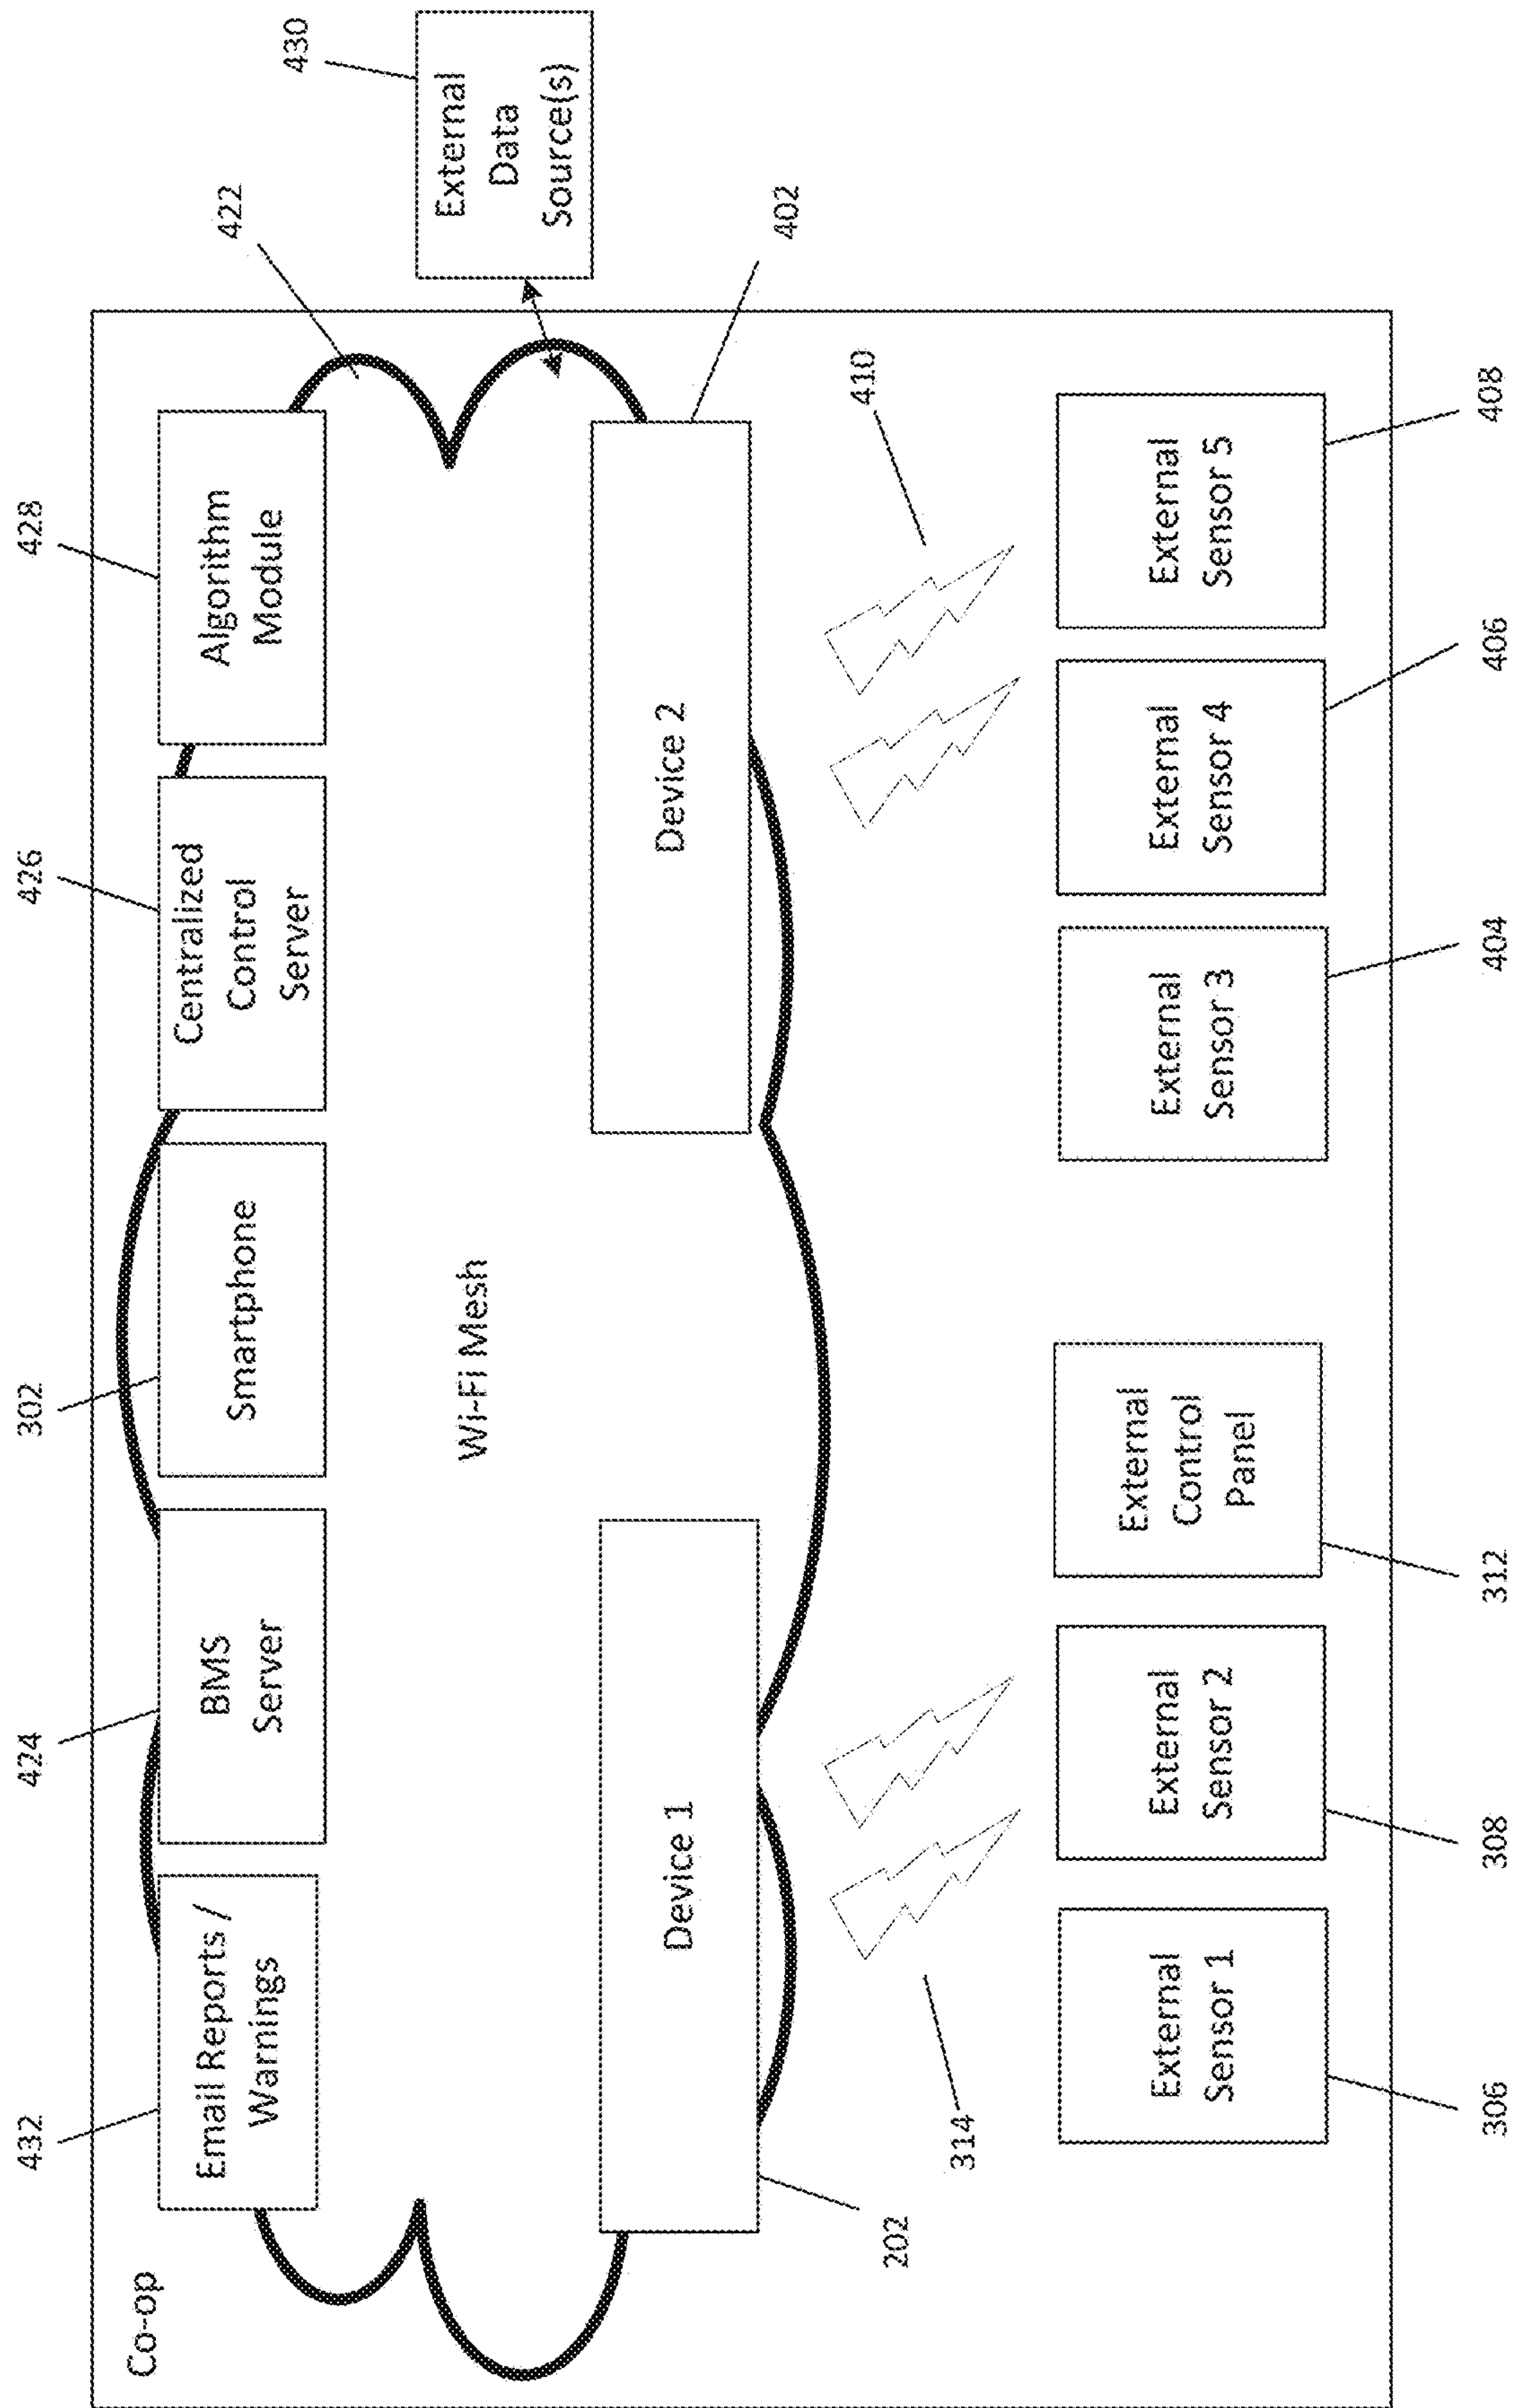 432
424
302
426
428
422
430
Co-op
Email Reports /
Warnings
BMS
Server
Smartphone
Centralized
Control
Server
Algorithm
Module
External
Data
Source(s)
Wi-Fi Mesh
Device 1
Device 2
402
202
314
410
External
Sensor 1
External
Sensor 2
External
Control
Panel
External
Sensor 3
External
Sensor 4
External
Sensor 5
306
308
312
404
406
408